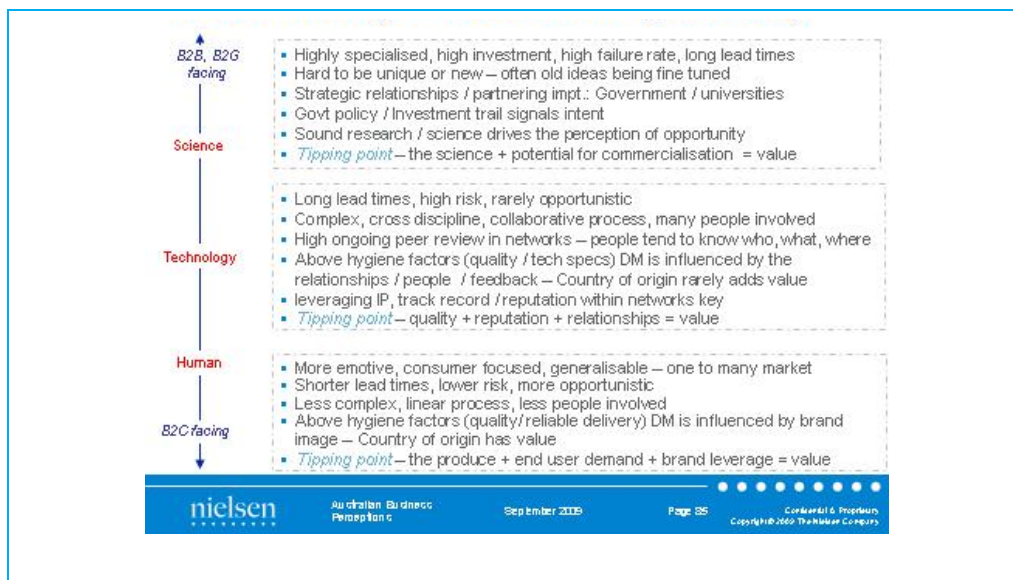 B2B, B2G
facing
Highly specialised, high investment, high failure rate, long lead times
Hard to be unique or new – often old ideas being fine tuned
Strategic relationships / partnering impt.: Government / universities
Govt policy / Investment trail signals intent
Sound research / science drives the perception of opportunity
Tipping point – the science + potential for commercialisation = value
Science
Long lead times, high risk, rarely opportunistic
Complex, cross discipline, collaborative process, many people involved
High ongoing peer review in networks – people tend to know who, what, where
Above hygiene factors (quality / tech specs) DM is influenced by the
relationships / people / feedback – Country of origin rarely adds value
leveraging IP, track record / reputation within networks key
Tipping point – quality + reputation + relationships = value
Technology
Human
More emotive, consumer focused, generalisable – one to many market
Shorter lead times, lower risk, more opportunistic
Less complex, linear process, less people involved
Above hygiene factors (quality/ reliable delivery) DM is influenced by brand
image – Country of origin has value
Tipping point – the produce + end user demand + brand leverage = value
B2C facing
nielsen
Australian Business
Perceptions
September 2009
Page 35
Confidential & Proprietary
Copyright © 2009 The Nielsen Company